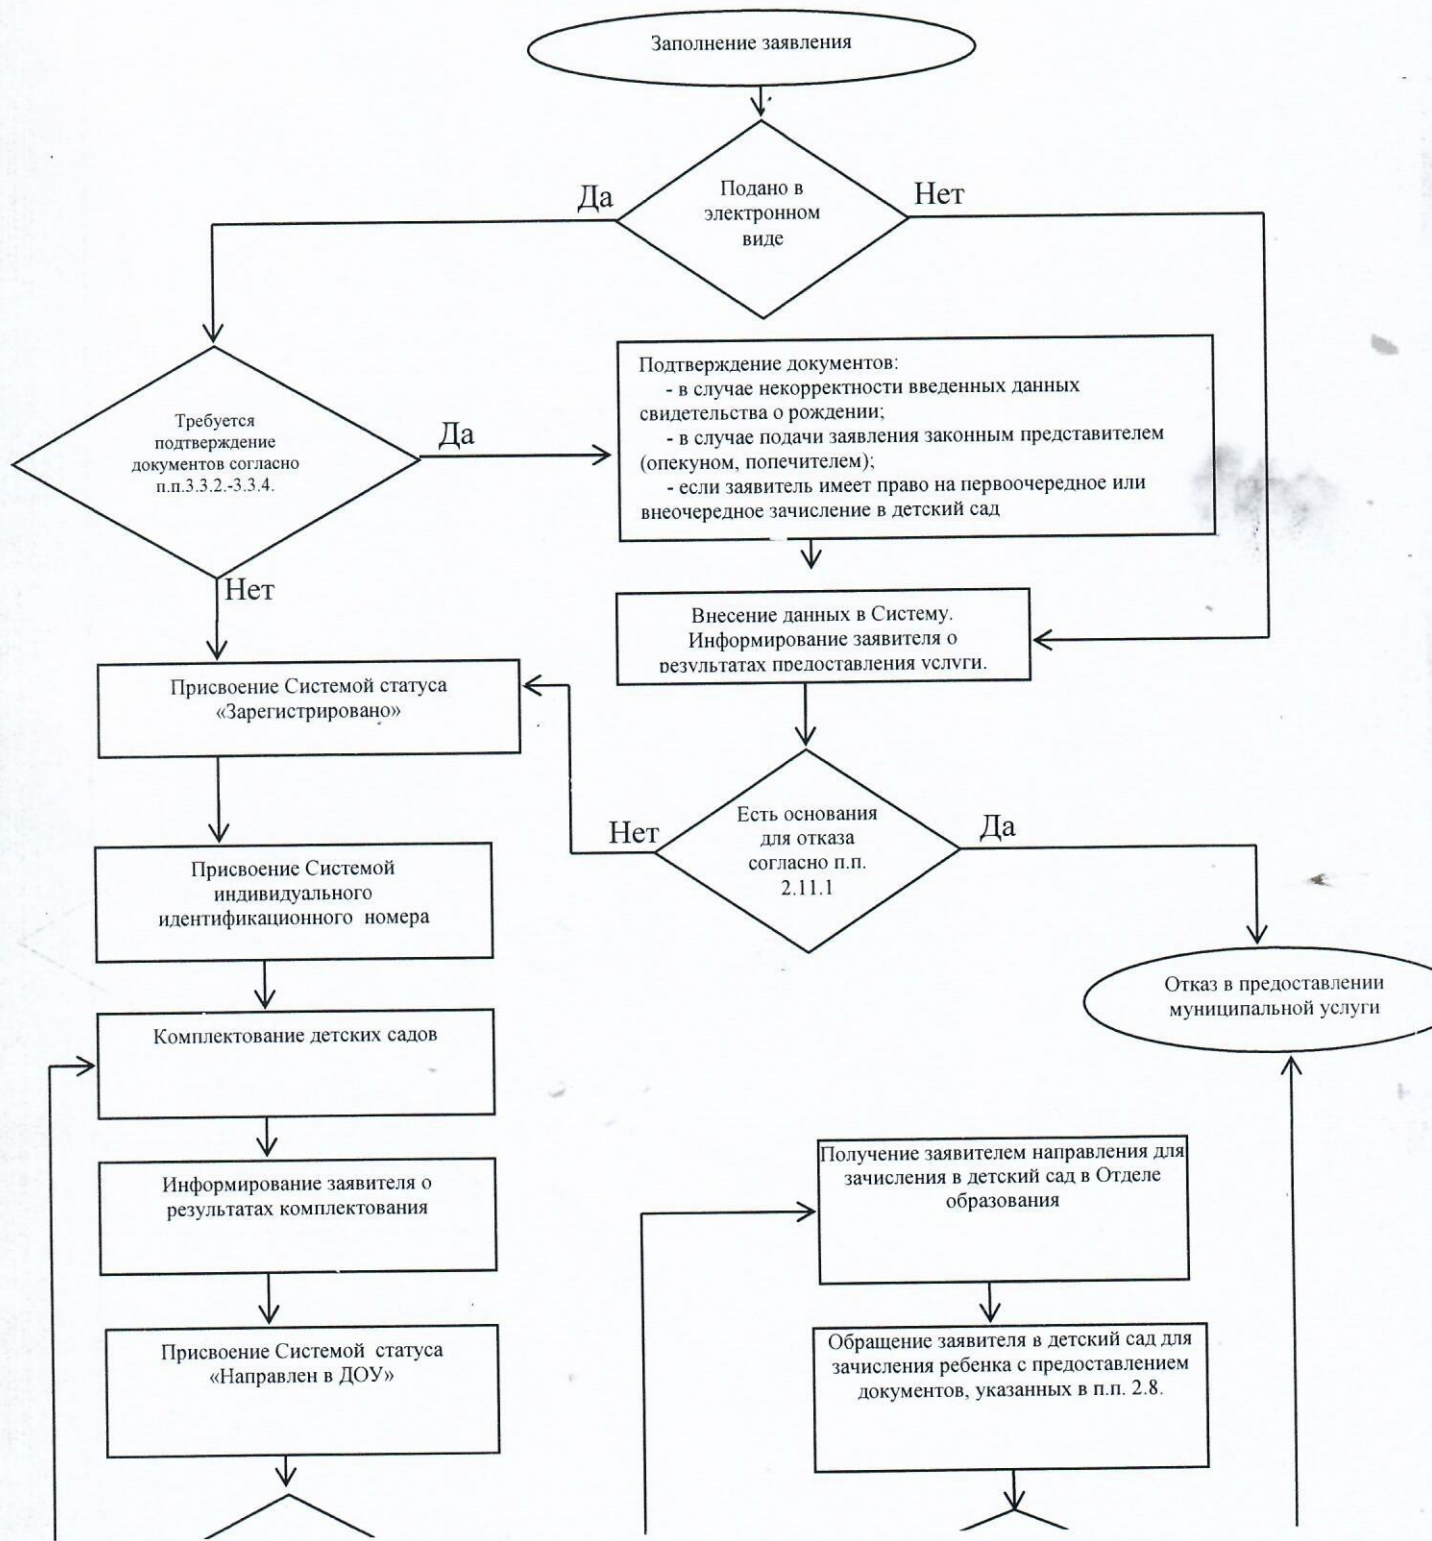 Заполнение заявления
Подано в
электронном
виде
Да
Нет
Требуется
подтверждение
документов согласно
п.п.3.3.2.-3.3.4.
Да
Подтверждение документов:
- в случае некорректности введенных данных
свидетельства о рождении;
- в случае подачи заявления законным представителем
(опекуном, попечителем);
- если заявитель имеет право на первоочередное или
внеочередное зачисление в детский сад
Нет
Внесение данных в Систему.
Информирование заявителя о
результатах предоставления услуги.
Присвоение Системой статуса
«Зарегистрировано»
Есть основания
для отказа
согласно п.п.
2.11.1
Нет
Да
Присвоение Системой
индивидуального
идентификационного номера
Отказ в предоставлении
муниципальной услуги
Комплектование детских садов
Информирование заявителя о
результатах комплектования
Получение заявителем направления для
зачисления в детский сад в Отделе
образования
Присвоение Системой статуса
«Направлен в ДОУ»
Обращение заявителя в детский сад для
зачисления ребенка с предоставлением
документов, указанных в п.п. 2.8.